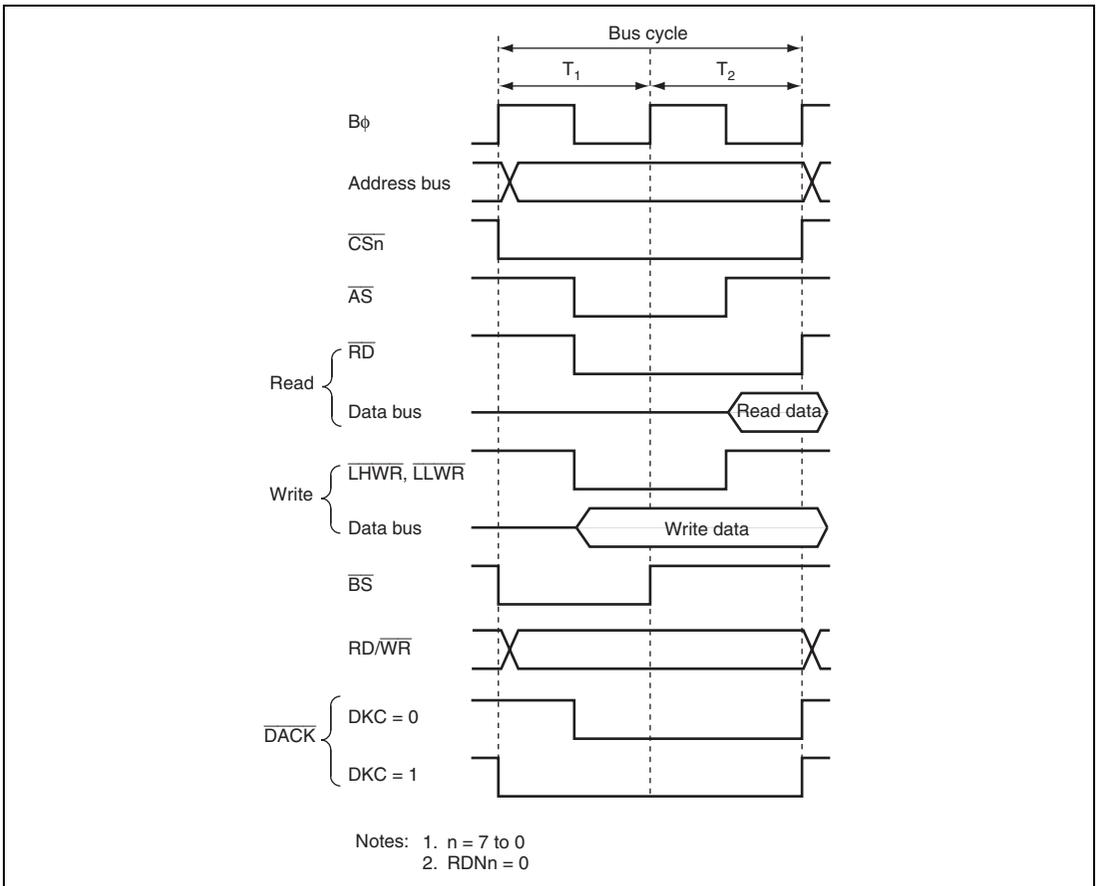 Bus cycle
T1 T2
Bφ
Address bus
CSn
AS
RD
Read
Data bus Read data
LHWR, LLWR
Write
Data bus Write data
BS
RD/WR
DKC = 0
DACK
DKC = 1
Notes: 1. n = 7 to 0
2. RDNn = 0